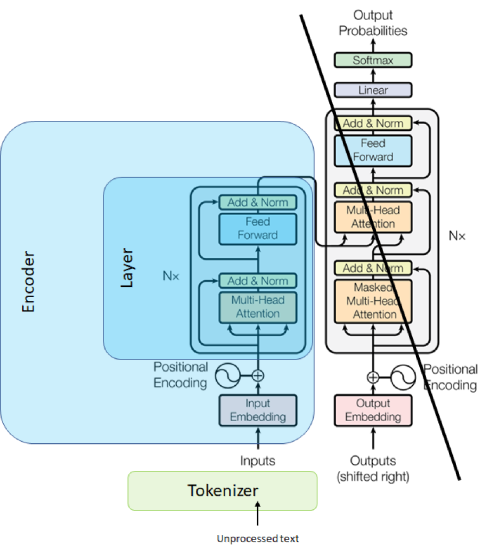 Output
Probabilities
Softmax
Linear
Add & Norm
Feed
Forward
Add & Norm
Multi-Head
Attention
Add & Norm
Masked
Multi-Head
Attention
N×
Positional
Encoding
Output
Embedding
Outputs
(shifted right)
Encoder
Layer
N×
Add & Norm
Feed
Forward
Add & Norm
Multi-Head
Attention
Positional
Encoding
Input
Embedding
Inputs
Tokenizer
Unprocessed text